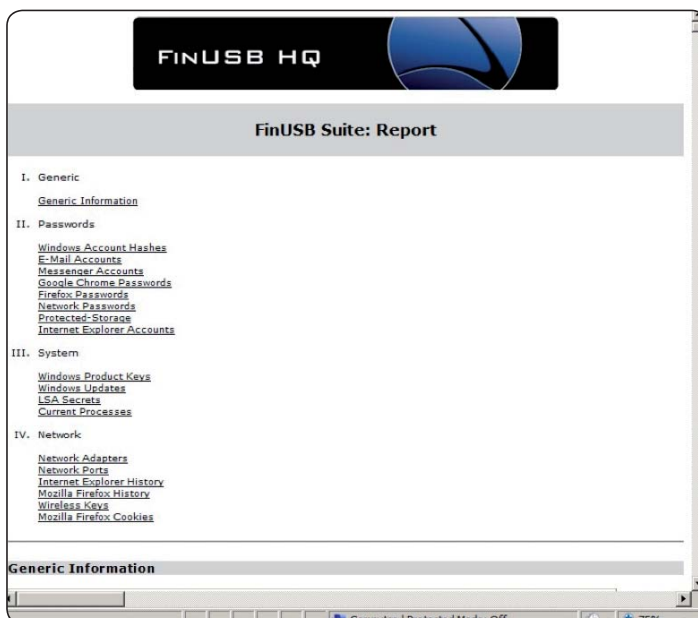 FINUSB HQ
FinUSB Suite: Report
I. Generic
Generic Information
II. Passwords
Windows Account Hashes
E-Mail Accounts
Messenger Accounts
Google Chrome Passwords
Firefox Passwords
Network Passwords
Protected-Storage
Internet Explorer Accounts
III. System
Windows Product Keys
Windows Updates
LSA Secrets
Current Processes
IV. Network
Network Adapters
Network Ports
Internet Explorer History
Mozilla Firefox History
Wireless Keys
Mozilla Firefox Cookies
Generic Information
75%